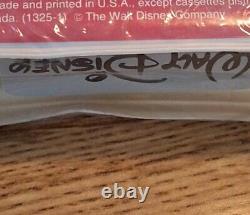 ade and printed in U.S.A., except cassettes
ada. (1325-1) © The Walt Disney Company
WALT DISNEY